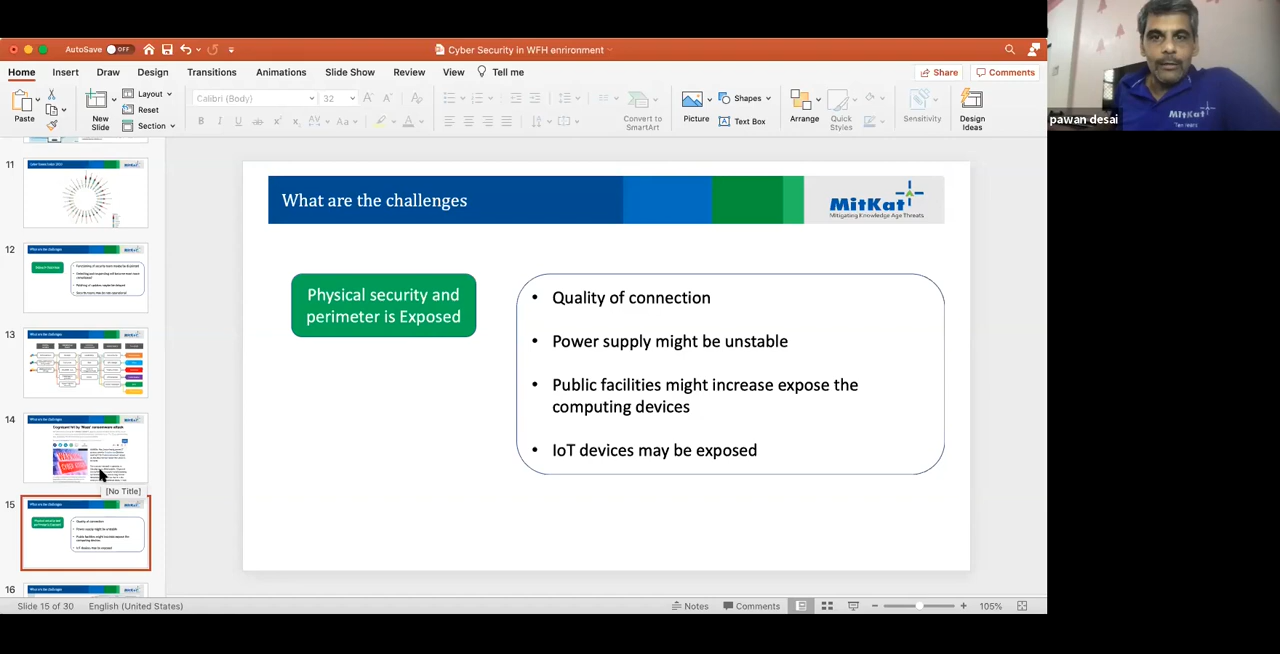 AutoSave OFF
Cyber Security in WFH enrironment
Home Insert Draw Design Transitions Animations Slide Show Review View Tell me
Share Comments
Paste
New Slide
Layout
Reset
Section
Calibri (Body) 32
Convert to SmartArt
Picture
Shapes
Text Box
Arrange
Quick Styles
Sensitivity
Design Ideas
MitKat
pawan desai
11
12
13
14
[No Title]
15
16
What are the challenges
MitKat
Mitigating Knowledge Age Threats
Physical security and
perimeter is Exposed
• Quality of connection
• Power supply might be unstable
• Public facilities might increase expose the
computing devices
• IoT devices may be exposed
Slide 15 of 30 English (United States)
Notes Comments 105%